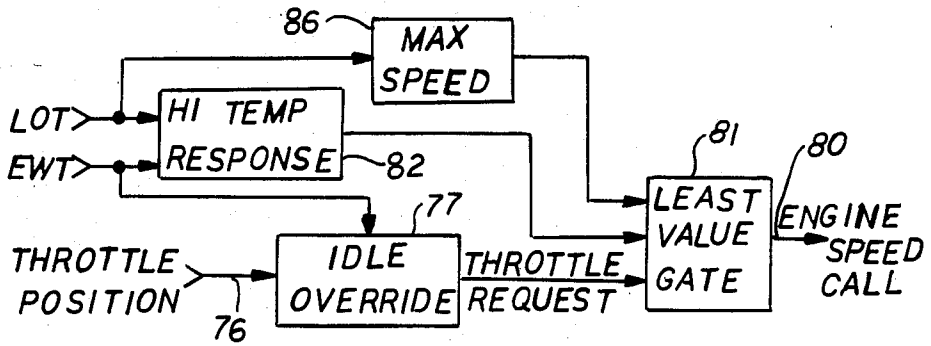 86
MAX
SPEED
LOT
HI TEMP
RESPONSE
82
EWT
81
80
LEAST
VALUE
GATE
ENGINE
SPEED
CALL
77
THROTTLE
POSITION
76
IDLE
OVERRIDE
THROTTLE
REQUEST